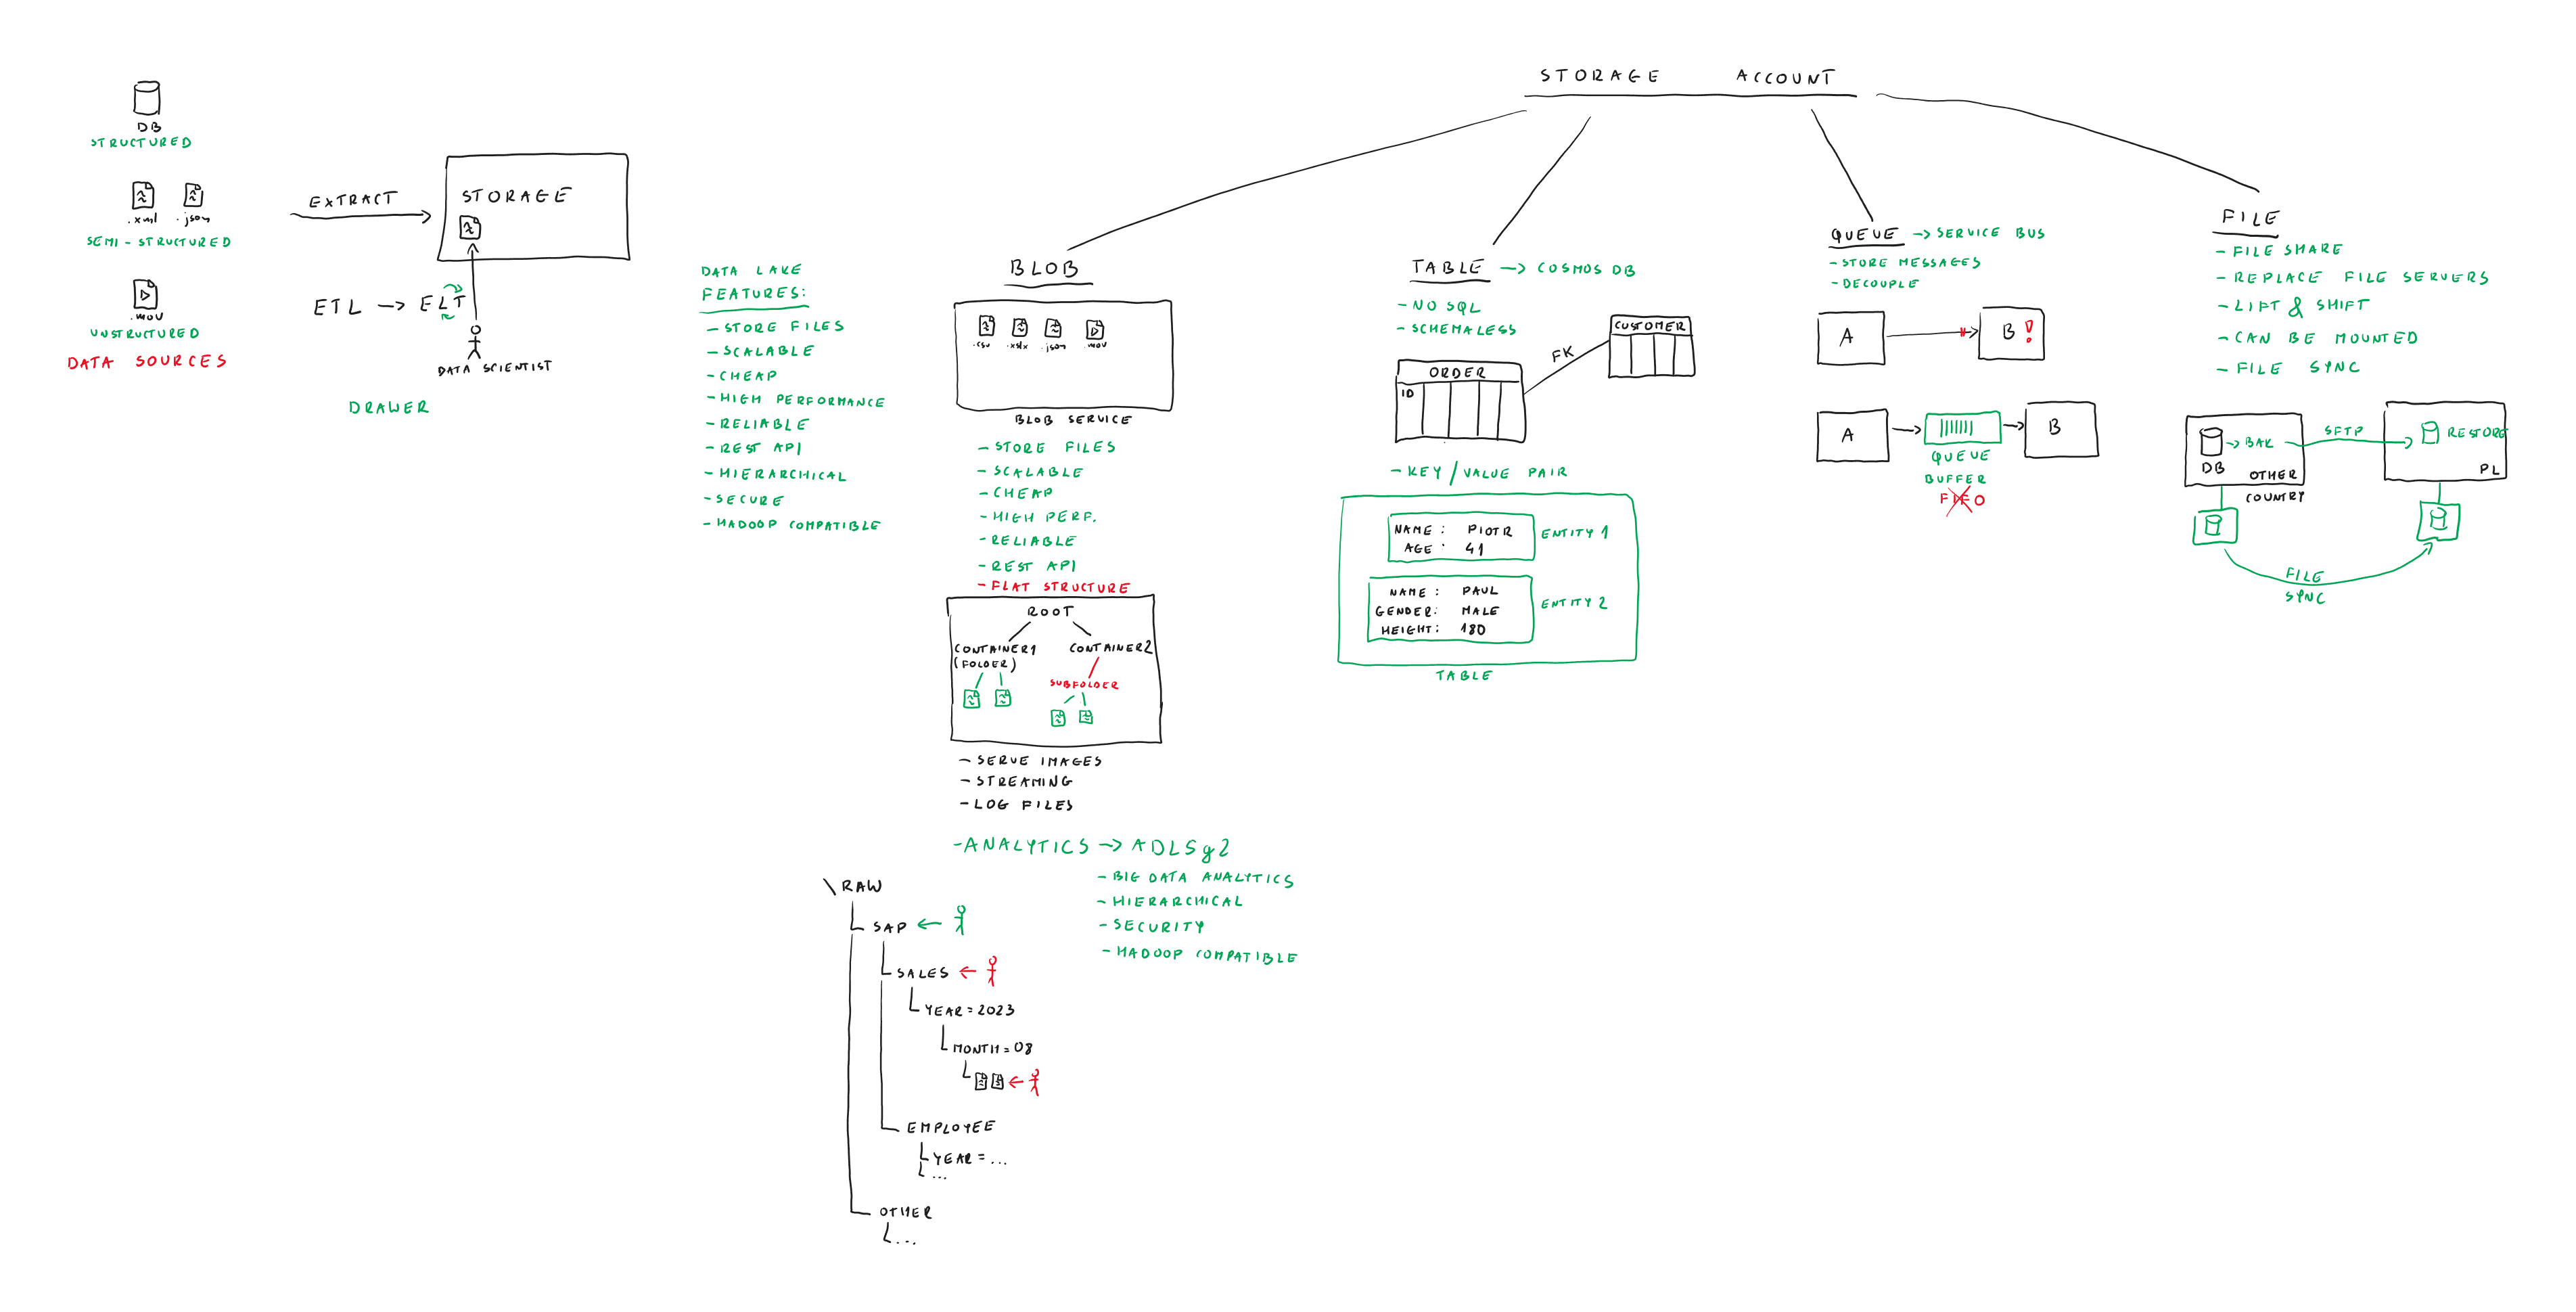 DB
STRUCTURED
.xml .json
SEMI-STRUCTURED
.mov
UNSTRUCTURED
DATA SOURCES
EXTRACT
STORAGE
ETL → ELT
DATA SCIENTIST
DRAWER
DATA LAKE
FEATURES:
- STORE FILES
- SCALABLE
- CHEAP
- HIGH PERFORMANCE
- RELIABLE
- REST API
- HIERARCHICAL
- SECURE
- HADOOP COMPATIBLE
STORAGE ACCOUNT
BLOB
.csv .xslx .json .mov
BLOB SERVICE
- STORE FILES
- SCALABLE
- CHEAP
- HIGH PERF.
- RELIABLE
- REST API
- FLAT STRUCTURE
ROOT
CONTAINER1 CONTAINER2
(FOLDER)
SUBFOLDER
- SERVE IMAGES
- STREAMING
- LOG FILES
- ANALYTICS → ADLSg2
- BIG DATA ANALYTICS
- HIERARCHICAL
- SECURITY
- HADOOP COMPATIBLE
\RAW
SAP
SALES
YEAR=2023
MONTH=08
EMPLOYEE
YEAR=...
...
OTHER
...
TABLE → COSMOS DB
- NO SQL
- SCHEMALESS
CUSTOMER
FK
ORDER
ID
- KEY/VALUE PAIR
NAME: PIOTR
AGE: 41
ENTITY 1
NAME: PAUL
GENDER: MALE
HEIGHT: 180
ENTITY 2
TABLE
QUEUE → SERVICE BUS
- STORE MESSAGES
- DECOUPLE
A B !
A B
QUEUE
BUFFER
FIFO
FILE
- FILE SHARE
- REPLACE FILE SERVERS
- LIFT & SHIFT
- CAN BE MOUNTED
- FILE SYNC
DB → BAK SFTP RESTORE
OTHER
COUNTRY
PL
FILE
SYNC